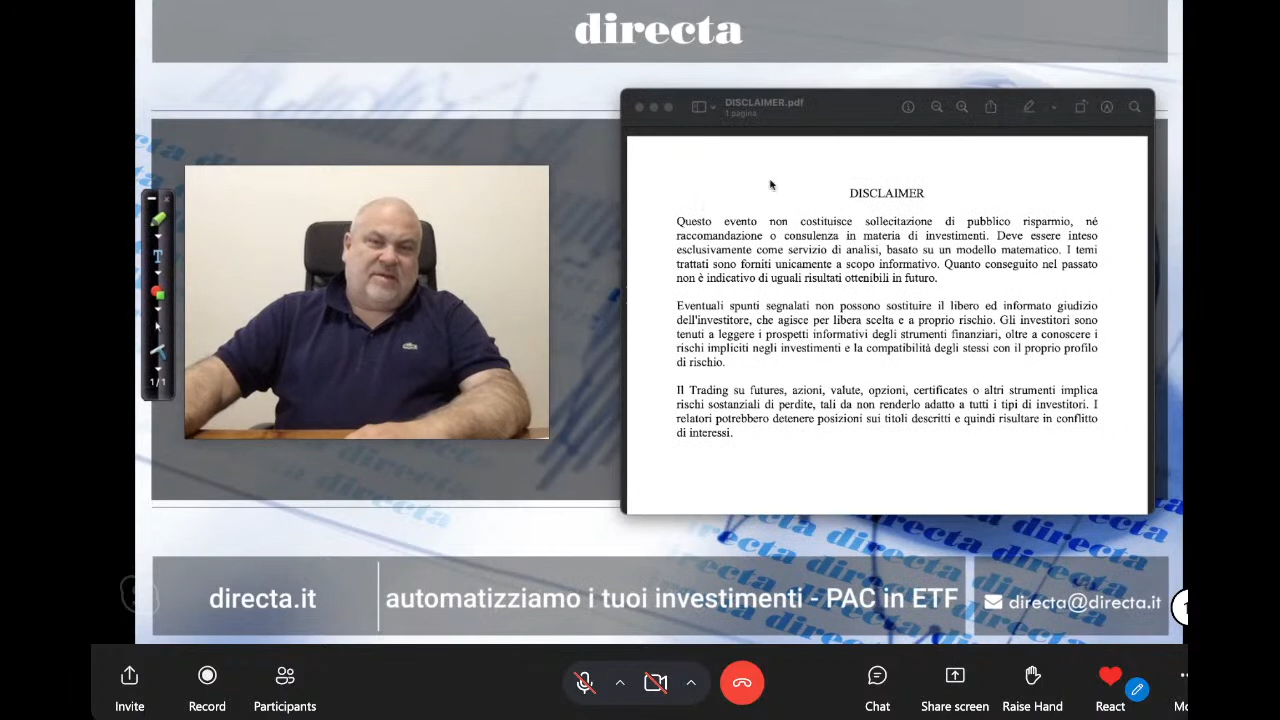 directa
DISCLAIMER.pdf
1 pagina
DISCLAIMER
Questo evento non costituisce sollecitazione di pubblico risparmio, né
raccomandazione o consulenza in materia di investimenti. Deve essere inteso
esclusivamente come servizio di analisi, basato su un modello matematico. I temi
trattati sono forniti unicamente a scopo informativo. Quanto conseguito nel passato
non è indicativo di uguali risultati ottenibili in futuro.
Eventuali spunti segnalati non possono sostituire il libero ed informato giudizio
dell'investitore, che agisce per libera scelta e a proprio rischio. Gli investitori sono
tenuti a leggere i prospetti informativi degli strumenti finanziari, oltre a conoscere i
rischi impliciti negli investimenti e la compatibilità degli stessi con il proprio profilo
di rischio.
Il Trading su futures, azioni, valute, opzioni, certificates o altri strumenti implica
rischi sostanziali di perdite, tali da non renderlo adatto a tutti i tipi di investitori. I
relatori potrebbero detenere posizioni sui titoli descritti e quindi risultare in conflitto
di interessi.
T
1/1
directa.it
automatizziamo i tuoi investimenti - PAC in ETF
directa@directa.it
Invite
Record
Participants
Chat
Share screen
Raise Hand
React